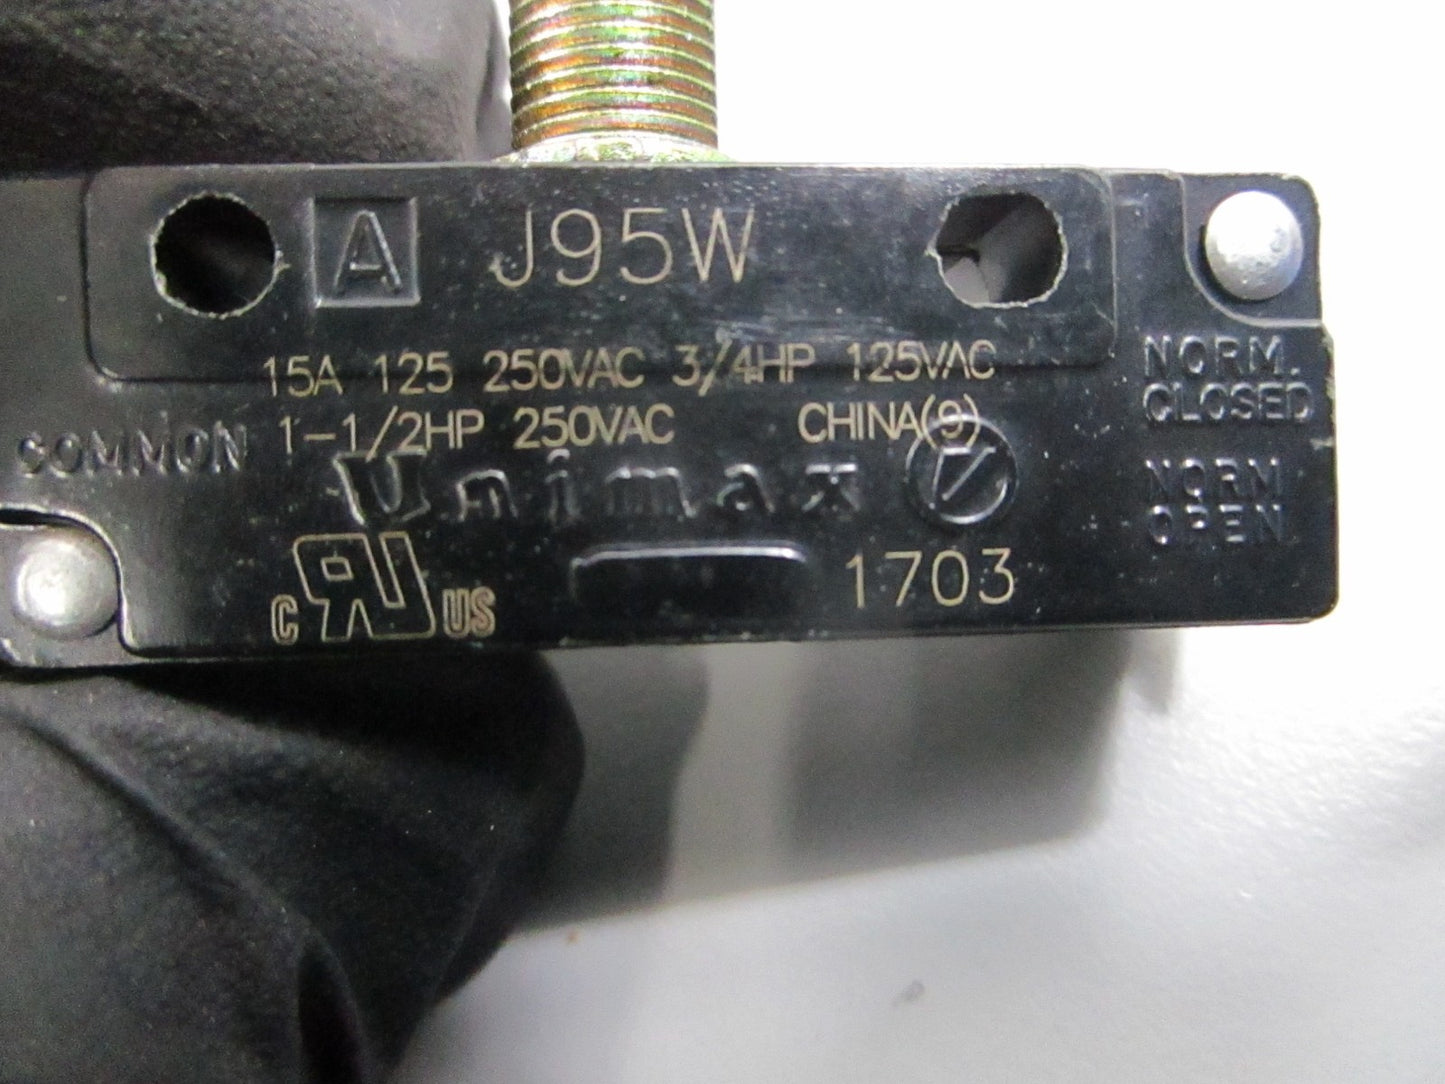 A J95W
15A 125 250VAC 3/4HP 125VAC
1-1/2HP 250VAC CHINA(9)
COMMON
NORM.
CLOSED
Unimax
NORM
OPEN
C RU US
1703